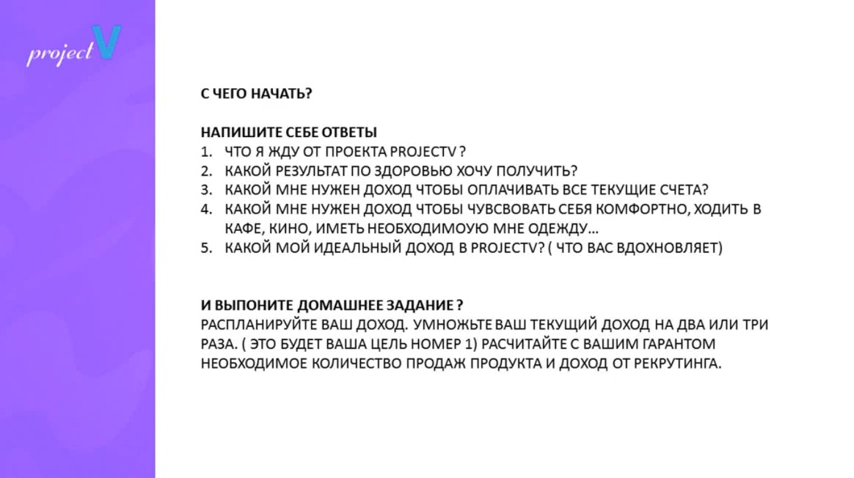 project V
С ЧЕГО НАЧАТЬ?
НАПИШИТЕ СЕБЕ ОТВЕТЫ
1. ЧТО Я ЖДУ ОТ ПРОЕКТА PROJECTV ?
2. КАКОЙ РЕЗУЛЬТАТ ПО ЗДОРОВЬЮ ХОЧУ ПОЛУЧИТЬ?
3. КАКОЙ МНЕ НУЖЕН ДОХОД ЧТОБЫ ОПЛАЧИВАТЬ ВСЕ ТЕКУЩИЕ СЧЕТА?
4. КАКОЙ МНЕ НУЖЕН ДОХОД ЧТОБЫ ЧУВСВОВАТЬ СЕБЯ КОМФОРТНО, ХОДИТЬ В
КАФЕ, КИНО, ИМЕТЬ НЕОБХОДИМОУЮ МНЕ ОДЕЖДУ...
5. КАКОЙ МОЙ ИДЕАЛЬНЫЙ ДОХОД В PROJECTV? ( ЧТО ВАС ВДОХНОВЛЯЕТ)
И ВЫПОНИТЕ ДОМАШНЕЕ ЗАДАНИЕ ?
РАСПЛАНИРУЙТЕ ВАШ ДОХОД. УМНОЖЬТЕ ВАШ ТЕКУЩИЙ ДОХОД НА ДВА ИЛИ ТРИ
РАЗА. ( ЭТО БУДЕТ ВАША ЦЕЛЬ НОМЕР 1) РАСЧИТАЙТЕ С ВАШИМ ГАРАНТОМ
НЕОБХОДИМОЕ КОЛИЧЕСТВО ПРОДАЖ ПРОДУКТА И ДОХОД ОТ РЕКРУТИНГА.